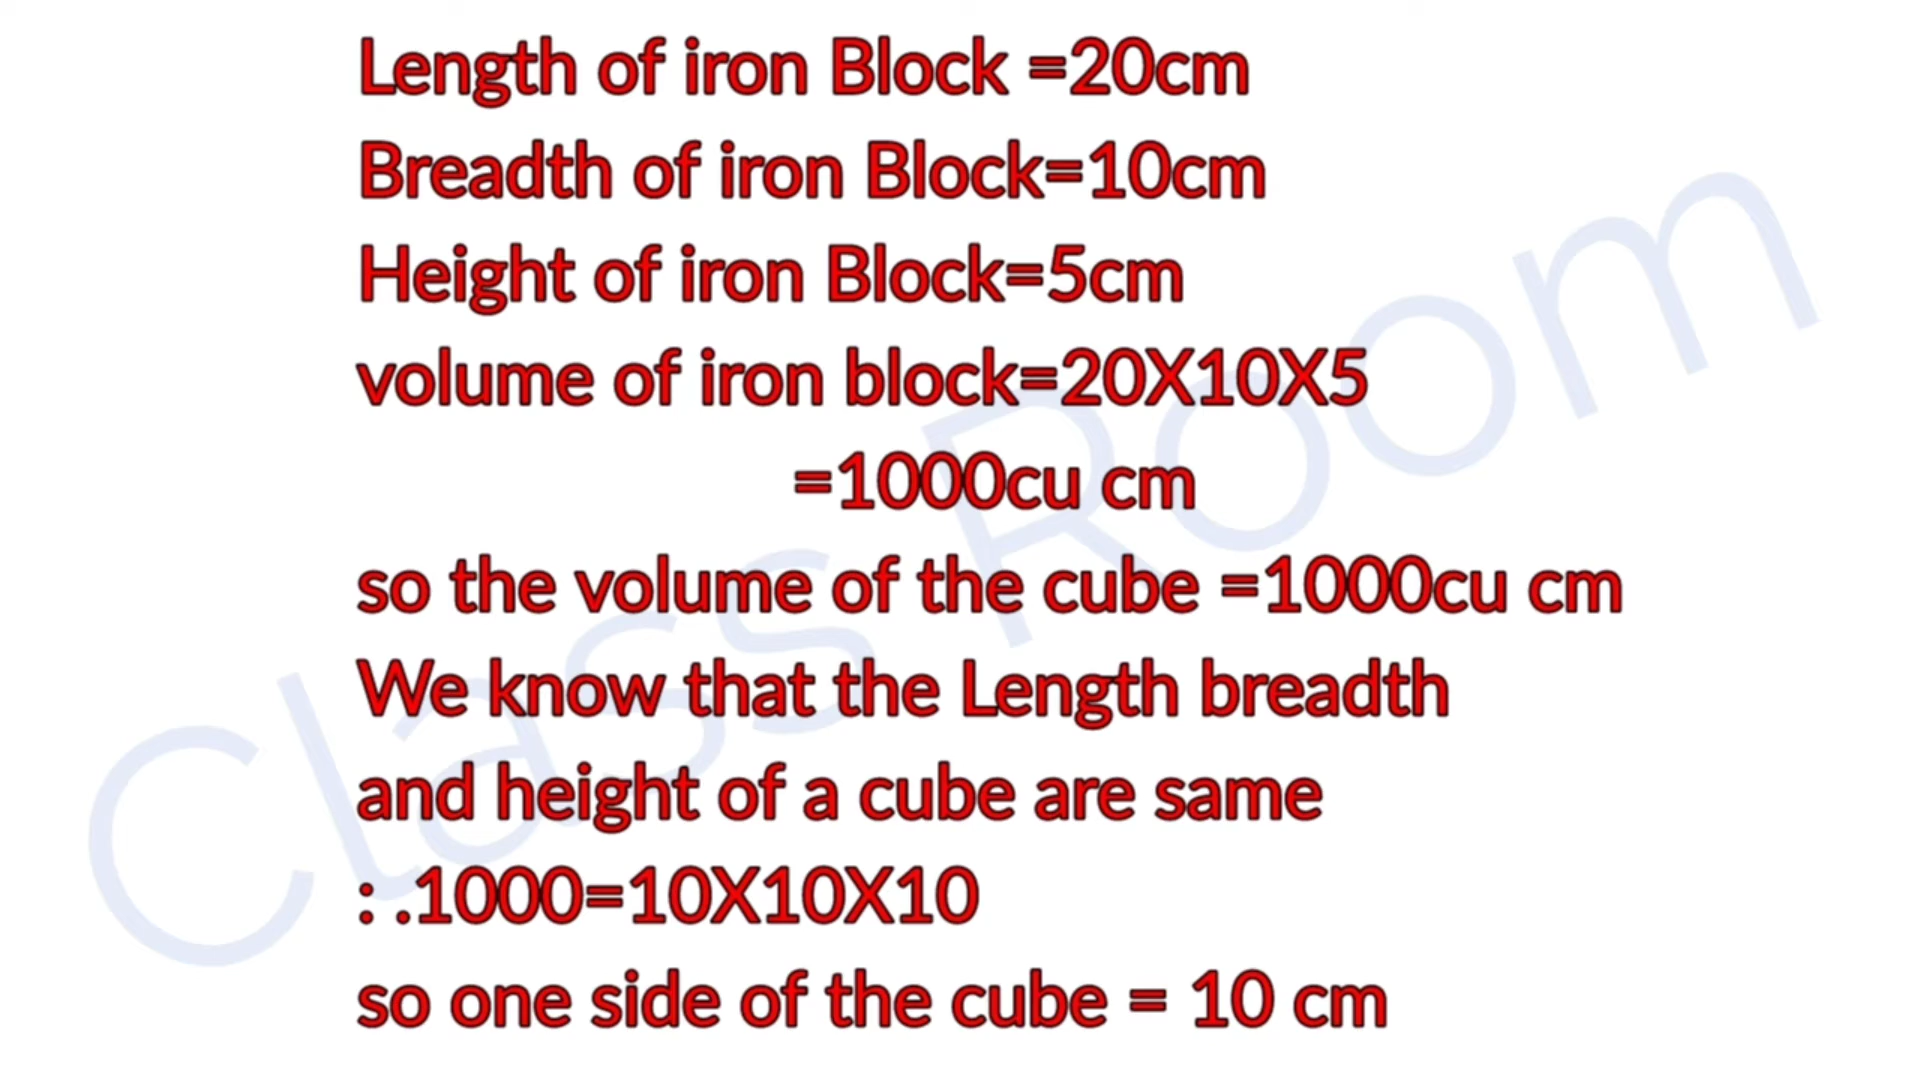 Length of iron Block =20cm
Breadth of iron Block=10cm
Height of iron Block=5cm
volume of iron block=20X10X5
=1000cu cm
so the volume of the cube =1000cu cm
We know that the Length breadth
and height of a cube are same
: .1000=10X10X10
so one side of the cube = 10 cm
Class Room